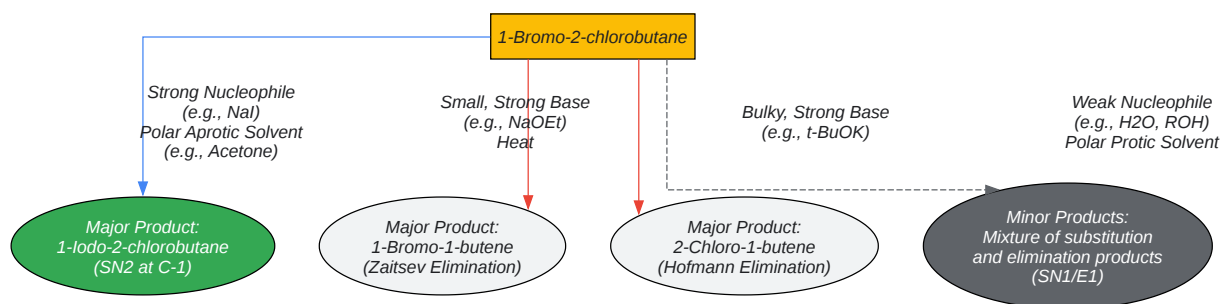 1-Bromo-2-chlorobutane
Strong Nucleophile
(e.g., NaI)
Polar Aprotic Solvent
(e.g., Acetone)
Small, Strong Base
(e.g., NaOEt)
Heat
Bulky, Strong Base
(e.g., t-BuOK)
Weak Nucleophile
(e.g., H2O, ROH)
Polar Protic Solvent
Major Product:
1-Iodo-2-chlorobutane
(SN2 at C-1)
Major Product:
1-Bromo-1-butene
(Zaitsev Elimination)
Major Product:
2-Chloro-1-butene
(Hofmann Elimination)
Minor Products:
Mixture of substitution
and elimination products
(SN1/E1)